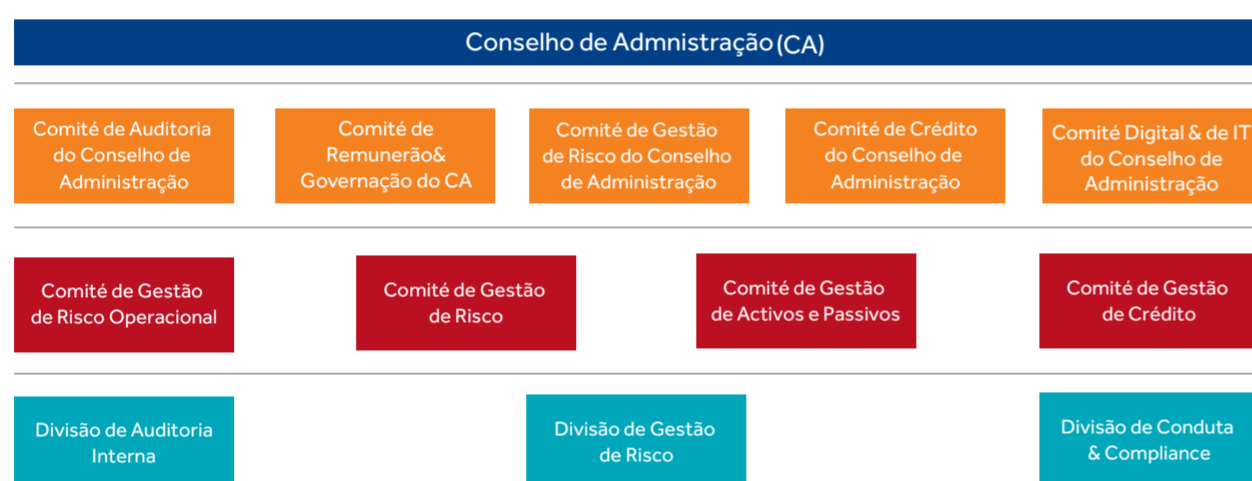 Conselho de Admnistração (CA)
Comité de Auditoria
do Conselho de
Administração
Comité de
Remunerão&
Governação do CA
Comité de Gestão
de Risco do Conselho
de Administração
Comité de Crédito
do Conselho de
Administração
Comité Digital & de IT
do Conselho de
Administração
Comité de Gestão
de Risco Operacional
Comité de Gestão
de Risco
Comité de Gestão
de Activos e Passivos
Comité de Gestão
de Crédito
Divisão de Auditoria
Interna
Divisão de Gestão
de Risco
Divisão de Conduta
& Compliance